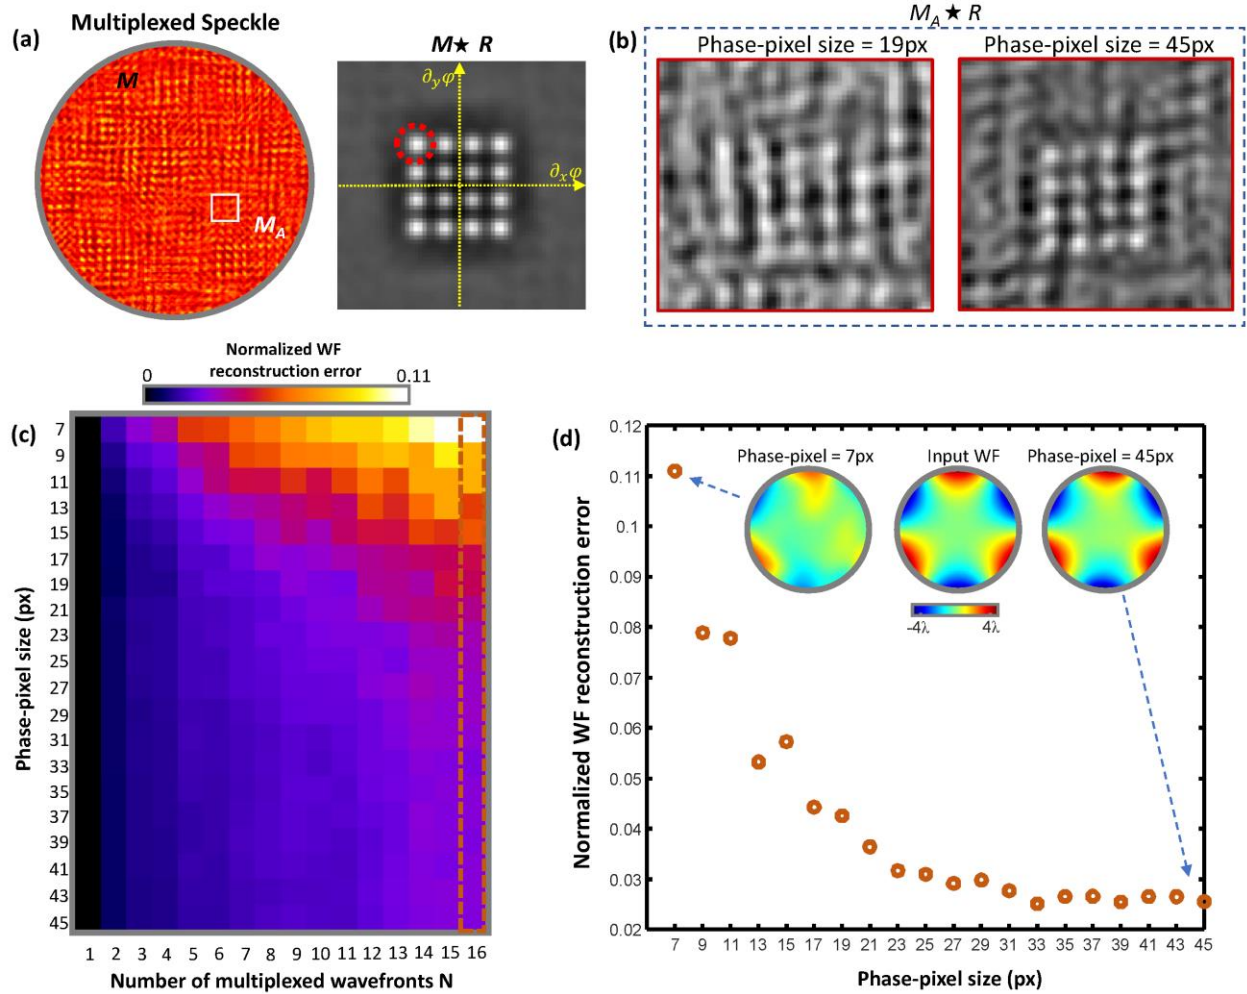 (a)
Multiplexed Speckle
M
M_A
M★ R
∂yφ
∂xφ
(b)
M_A ★ R
Phase-pixel size = 19px
Phase-pixel size = 45px
(c)
Normalized WF
reconstruction error
0
0.11
Phase-pixel size (px)
7
9
11
13
15
17
19
21
23
25
27
29
31
33
35
37
39
41
43
45
1 2 3 4 5 6 7 8 9 10 11 12 13 14 15 16
Number of multiplexed wavefronts N
(d)
Normalized WF reconstruction error
0.12
0.11
0.1
0.09
0.08
0.07
0.06
0.05
0.04
0.03
0.02
Phase-pixel = 7px
Input WF
Phase-pixel = 45px
-4λ
4λ
7 9 11 13 15 17 19 21 23 25 27 29 31 33 35 37 39 41 43 45
Phase-pixel size (px)